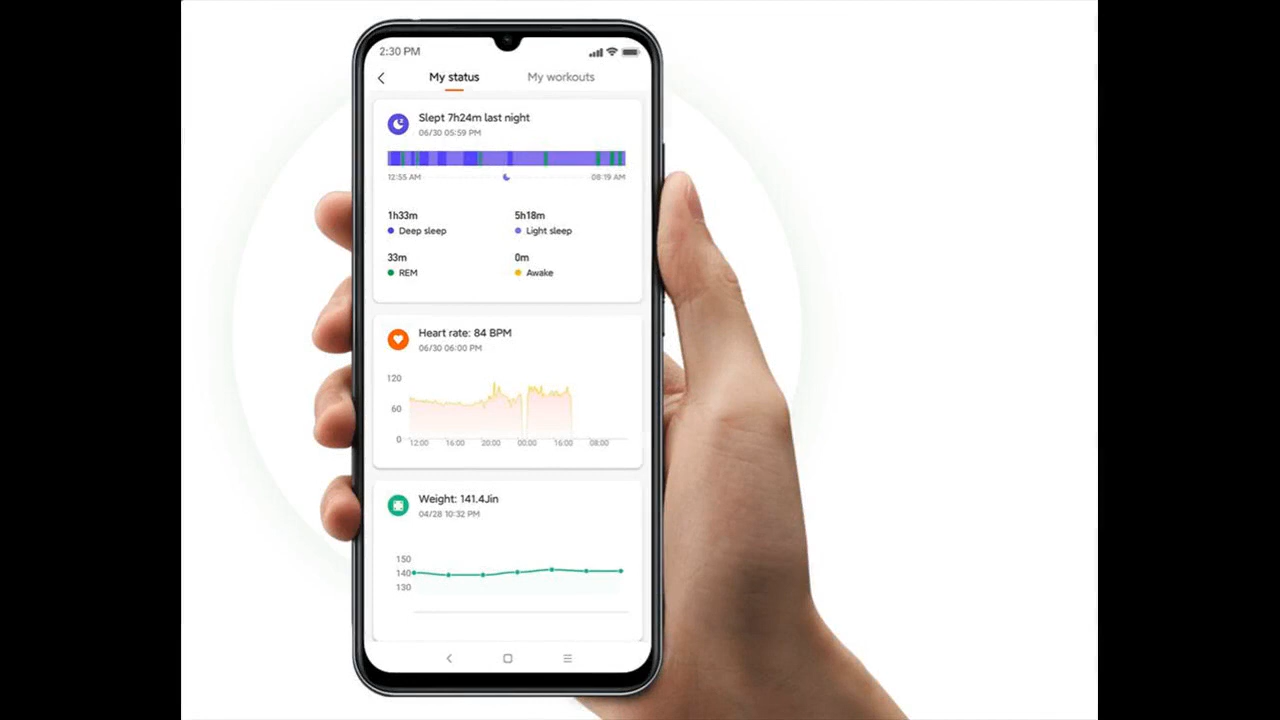 2:30 PM
My status My workouts
Slept 7h24m last night
06/30 05:59 PM
12:55 AM 08:19 AM
1h33m 5h18m
Deep sleep Light sleep
33m 0m
REM Awake
Heart rate: 84 BPM
06/30 06:00 PM
120
60
0
12:00 16:00 20:00 00:00 16:00 08:00
Weight: 141.4Jin
04/28 10:32 PM
150
140
130